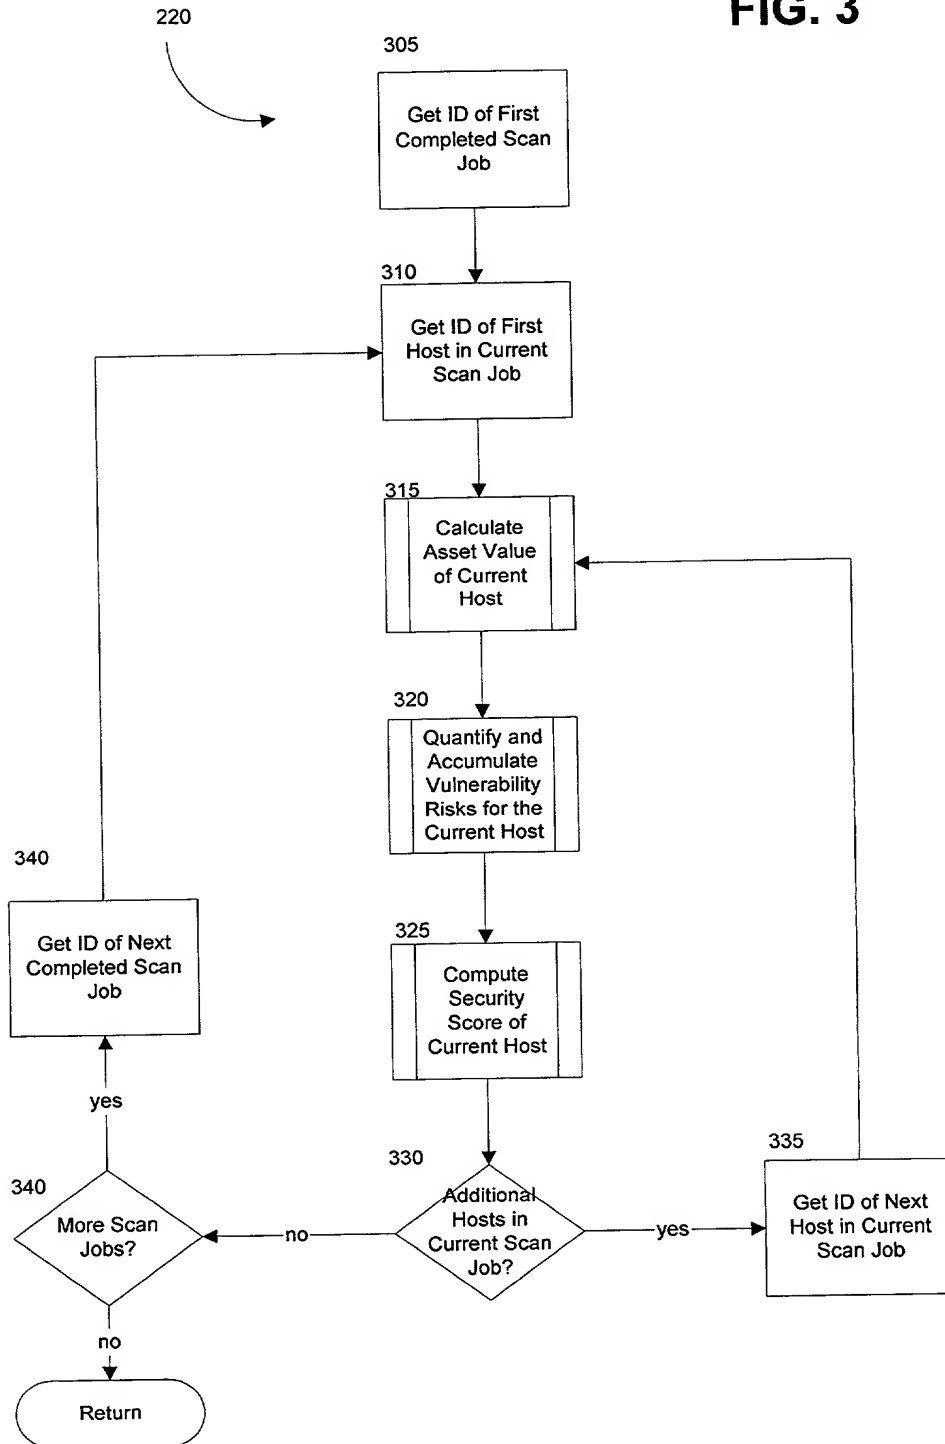 FIG. 3
220
305
Get ID of First
Completed Scan
Job
310
Get ID of First
Host in Current
Scan Job
315
Calculate
Asset Value
of Current
Host
320
Quantify and
Accumulate
Vulnerability
Risks for the
Current Host
325
Compute
Security
Score of
Current Host
330
Additional
Hosts in
Current Scan
Job?
yes
335
Get ID of Next
Host in Current
Scan Job
no
340
More Scan
Jobs?
yes
340
Get ID of Next
Completed Scan
Job
no
Return